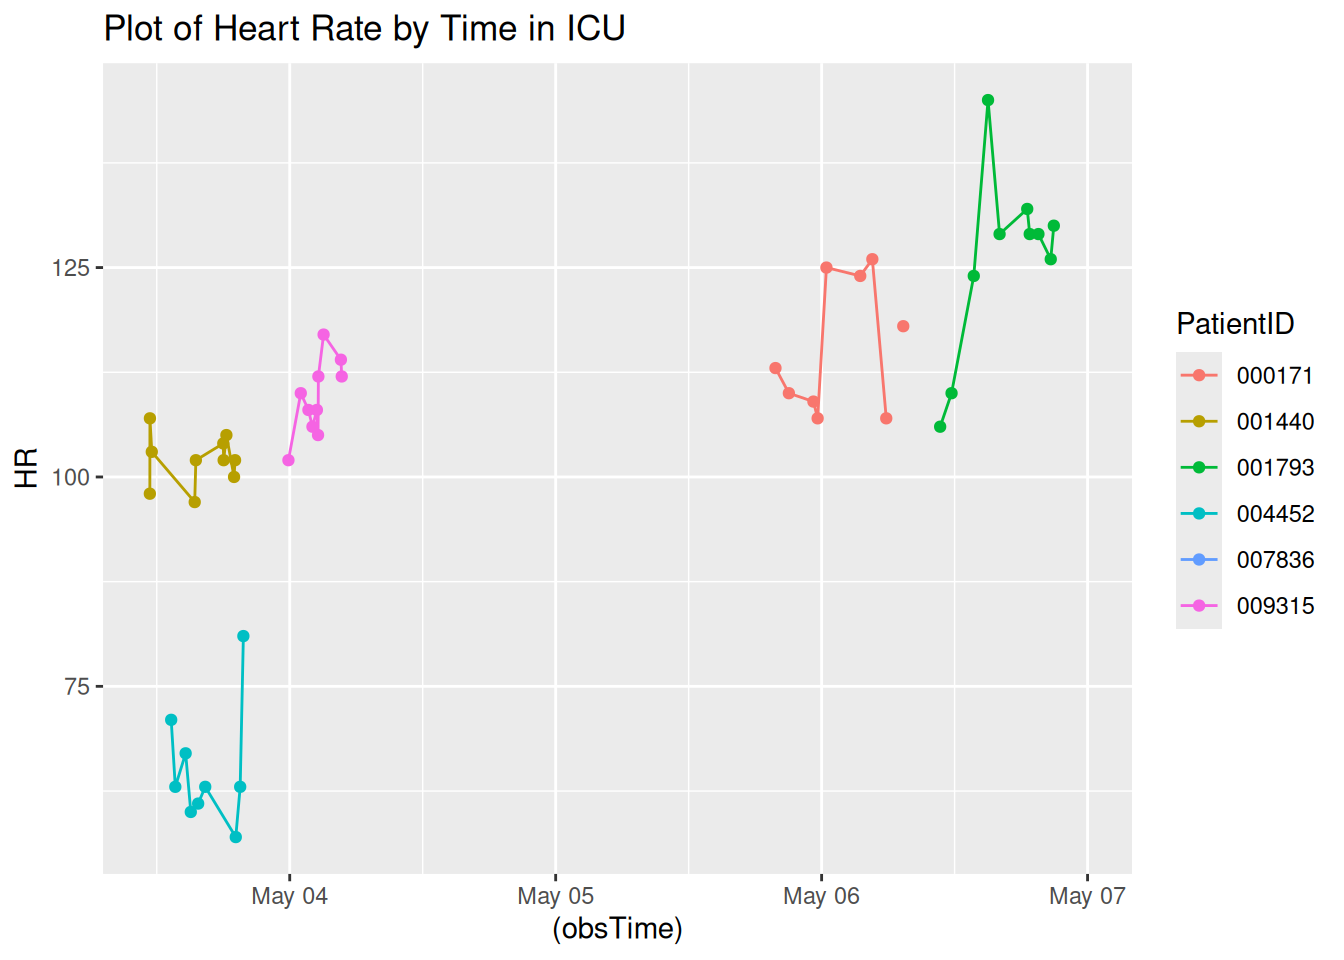 Plot of Heart Rate by Time in ICU
HR
125
100
75
May 04
May 05
May 06
May 07
(obsTime)
PatientID
000171
001440
001793
004452
007836
009315